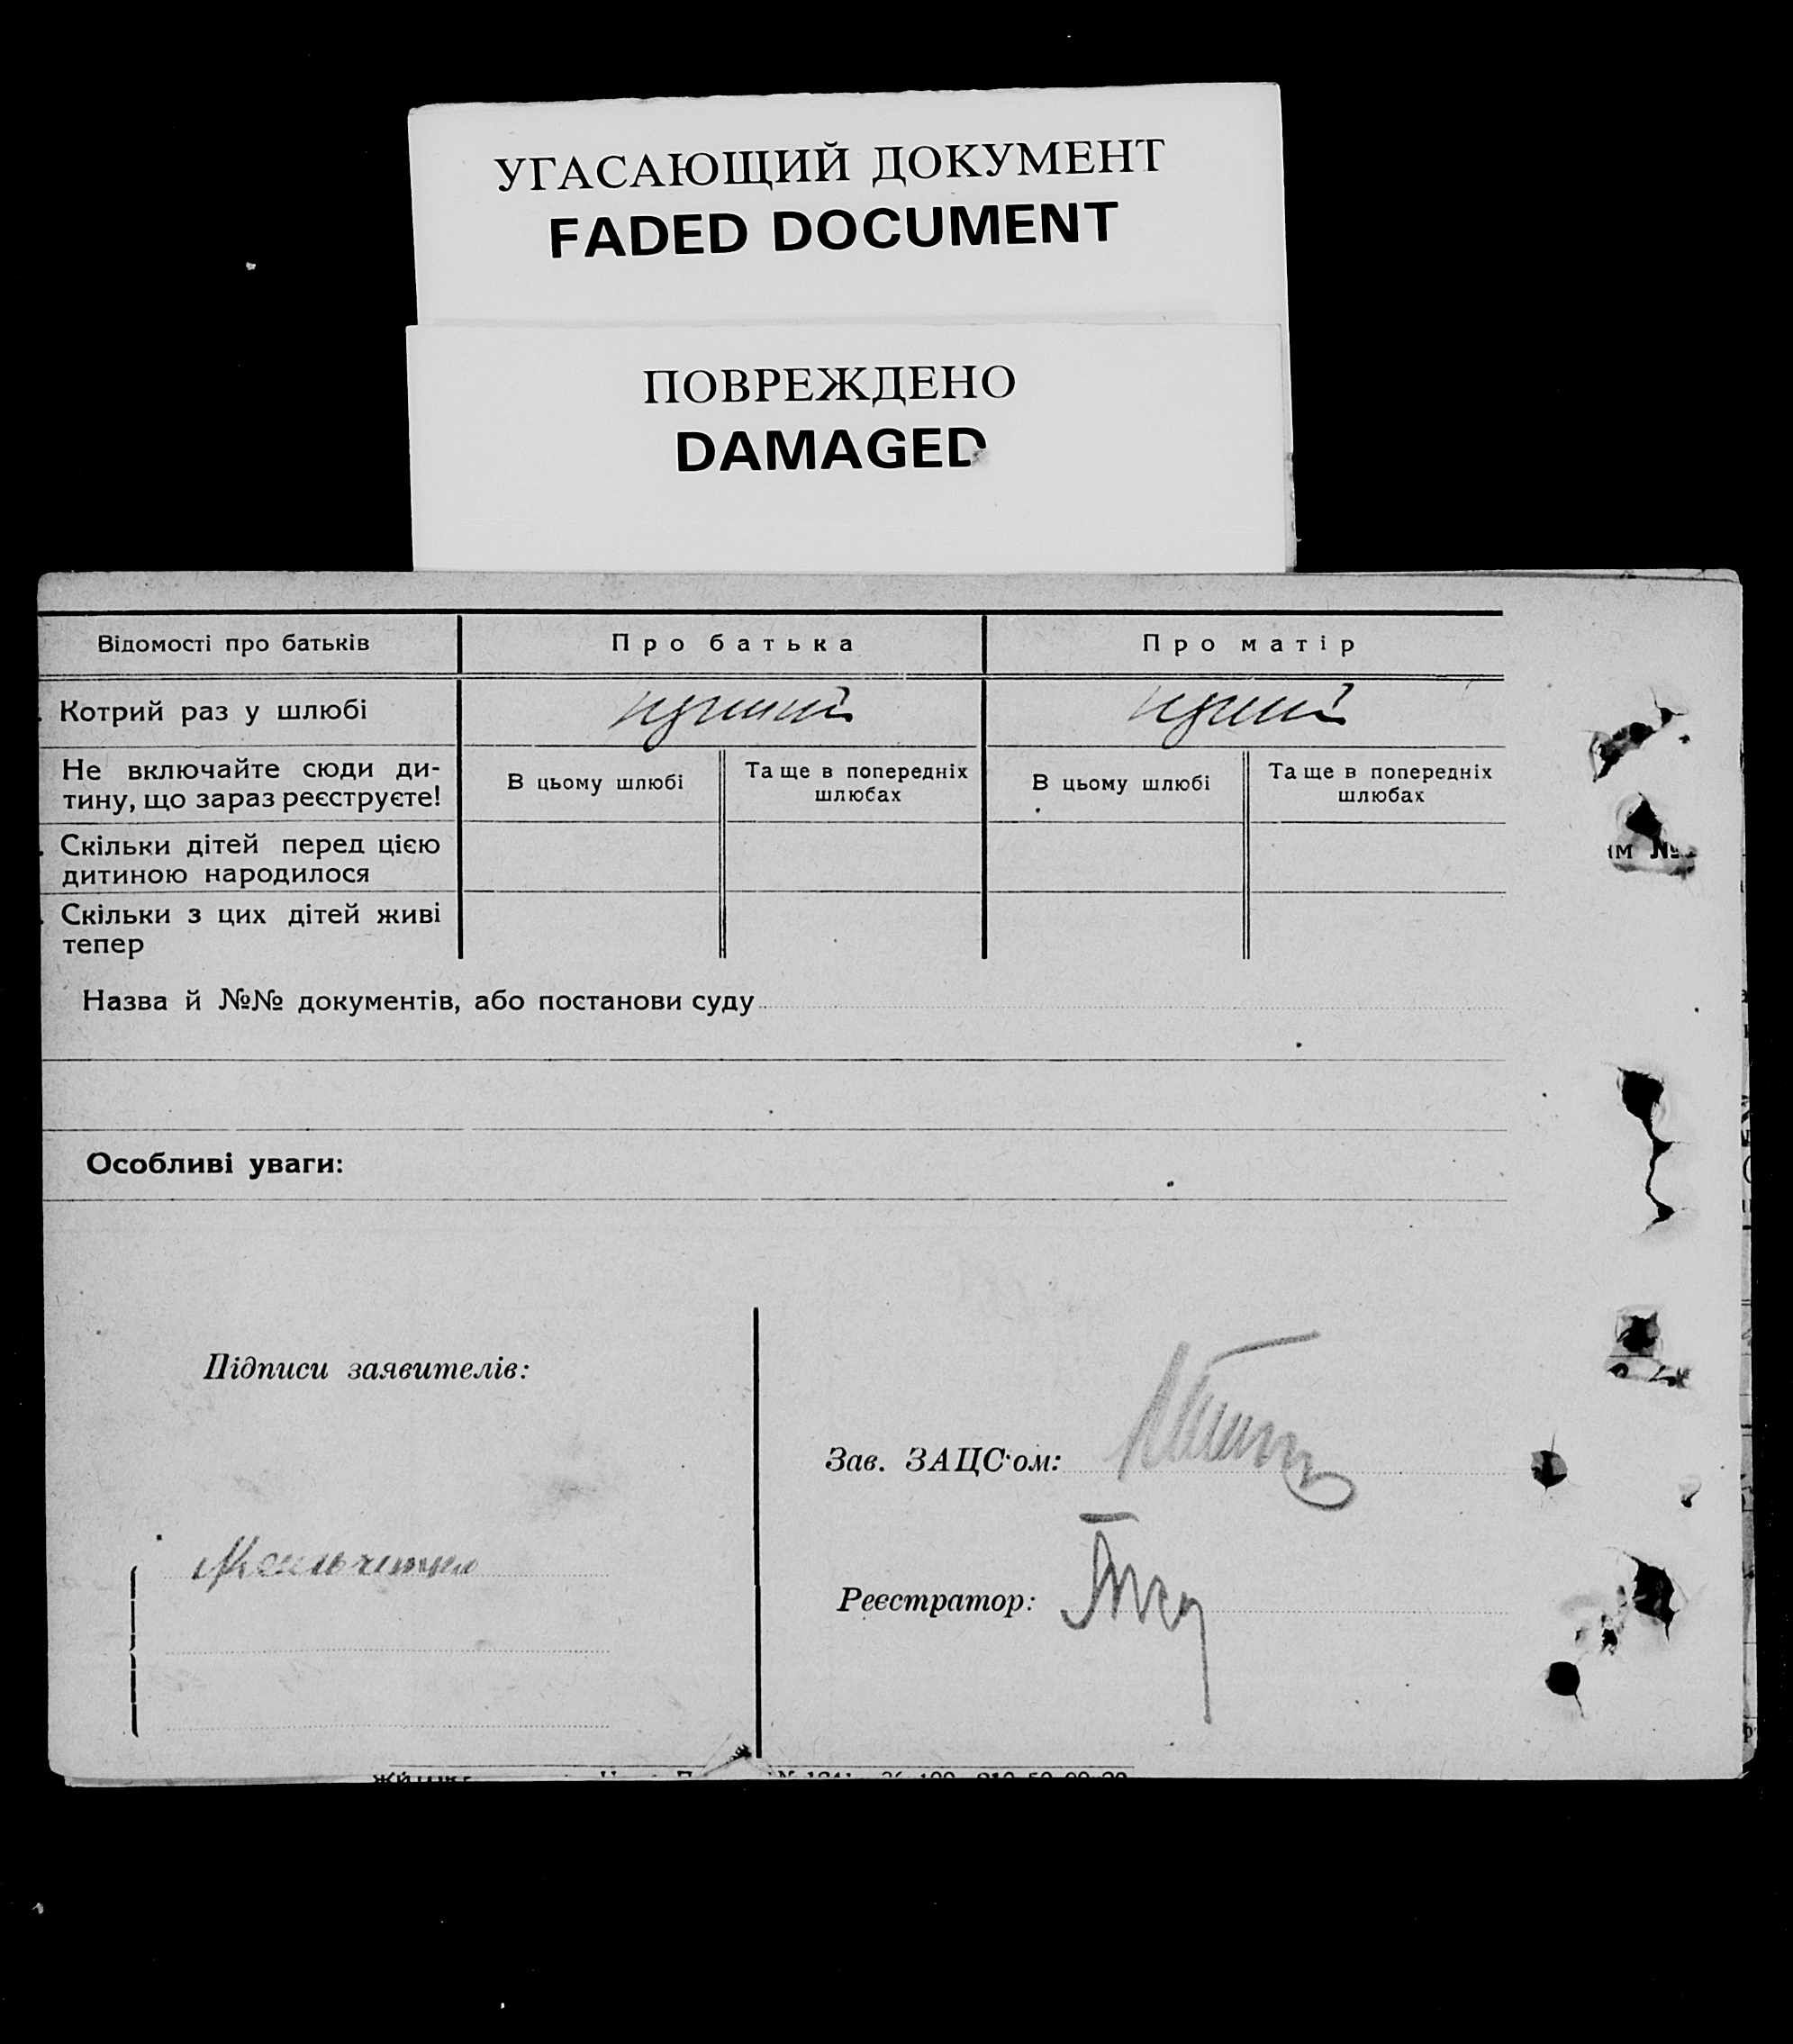 УГАСАЮЩИЙ ДОКУМЕНТ
FADED DOCUMENT
ПОВРЕЖДЕНО
DAMAGED
Відомості про батьків
Про батька
Про матір
Котрий раз у шлюбі
Не включайте сюди ди-
тину, що зараз реєструєте!
В цьому шлюбі
Та ще в попередніх
шлюбах
В цьому шлюбі
Та ще в попередніх
шлюбах
Скільки дітей перед цією
дитиною народилося
Скільки з цих дітей живі
тепер
Назва й №№ документів, або постанови суду
Особливі уваги:
Підписи заявителів:
Зав. ЗАЦС'ом:
Реєстратор: